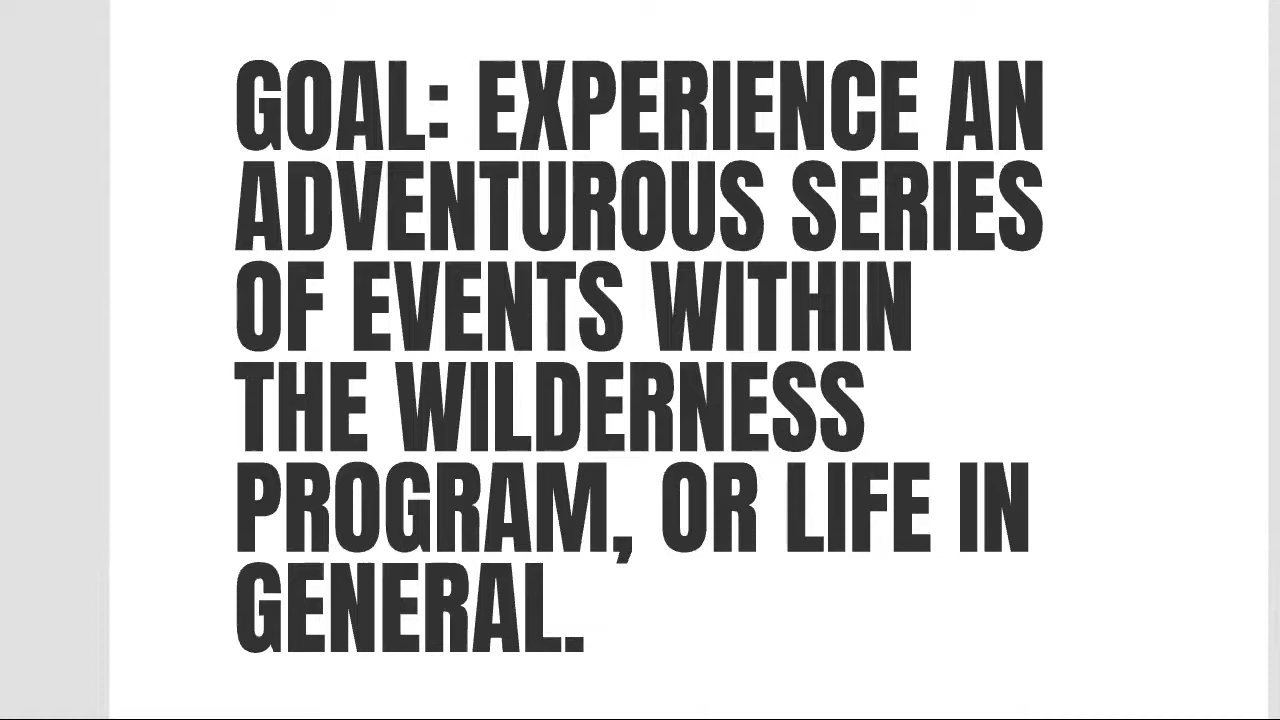 GOAL: EXPERIENCE AN
ADVENTUROUS SERIES
OF EVENTS WITHIN
THE WILDERNESS
PROGRAM, OR LIFE IN
GENERAL.